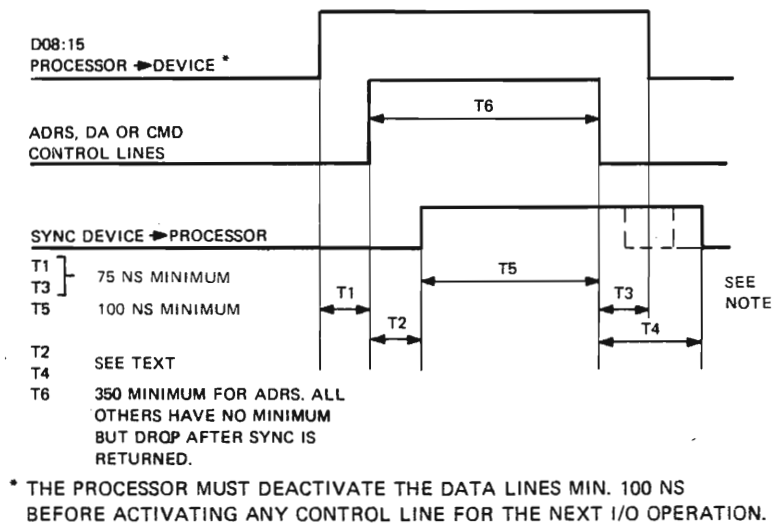 D08:15
PROCESSOR ➔DEVICE *
T6
ADRS, DA OR CMD
CONTROL LINES
SYNC DEVICE ➔PROCESSOR
T1
T3
75 NS MINIMUM
T5 100 NS MINIMUM
T1
T2
T5
T3
T4
SEE
NOTE
T2
T4
SEE TEXT
T6 350 MINIMUM FOR ADRS. ALL
OTHERS HAVE NO MINIMUM
BUT DROP AFTER SYNC IS
RETURNED.
* THE PROCESSOR MUST DEACTIVATE THE DATA LINES MIN. 100 NS
BEFORE ACTIVATING ANY CONTROL LINE FOR THE NEXT I/O OPERATION.